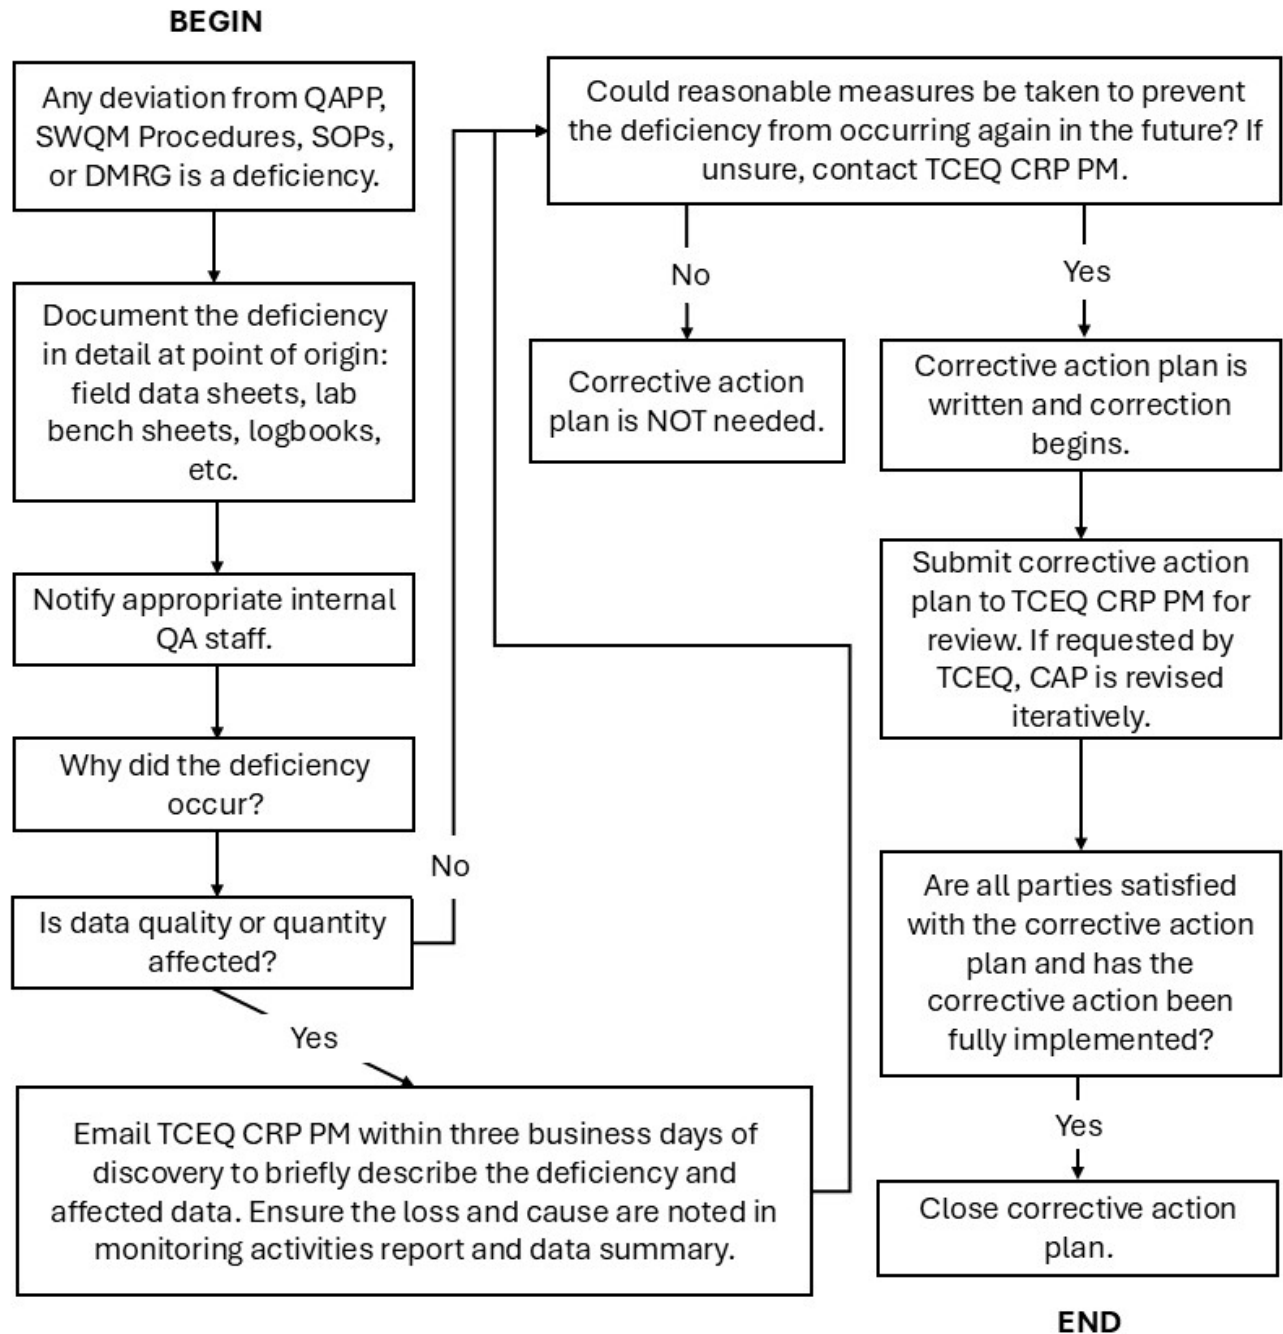 BEGIN
Any deviation from QAPP,
SWQM Procedures, SOPs,
or DMRG is a deficiency.
Document the deficiency
in detail at point of origin:
field data sheets, lab
bench sheets, logbooks,
etc.
Notify appropriate internal
QA staff.
Why did the deficiency
occur?
Is data quality or quantity
affected?
No
Yes
Email TCEQ CRP PM within three business days of
discovery to briefly describe the deficiency and
affected data. Ensure the loss and cause are noted in
monitoring activities report and data summary.
Could reasonable measures be taken to prevent
the deficiency from occurring again in the future? If
unsure, contact TCEQ CRP PM.
No
Yes
Corrective action
plan is NOT needed.
Corrective action plan is
written and correction
begins.
Submit corrective action
plan to TCEQ CRP PM for
review. If requested by
TCEQ, CAP is revised
iteratively.
Are all parties satisfied
with the corrective action
plan and has the
corrective action been
fully implemented?
Yes
Close corrective action
plan.
END